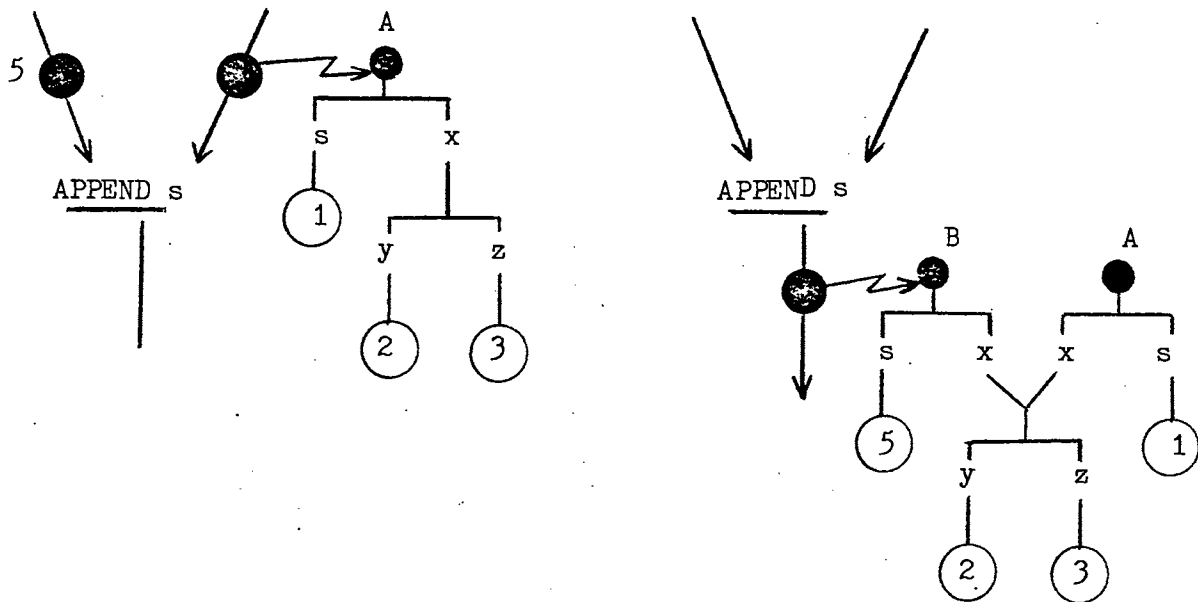 A
5
s x
APPEND s
1
y z
2 3
APPEND s
B A
s x x s
5 1
y z
2 3